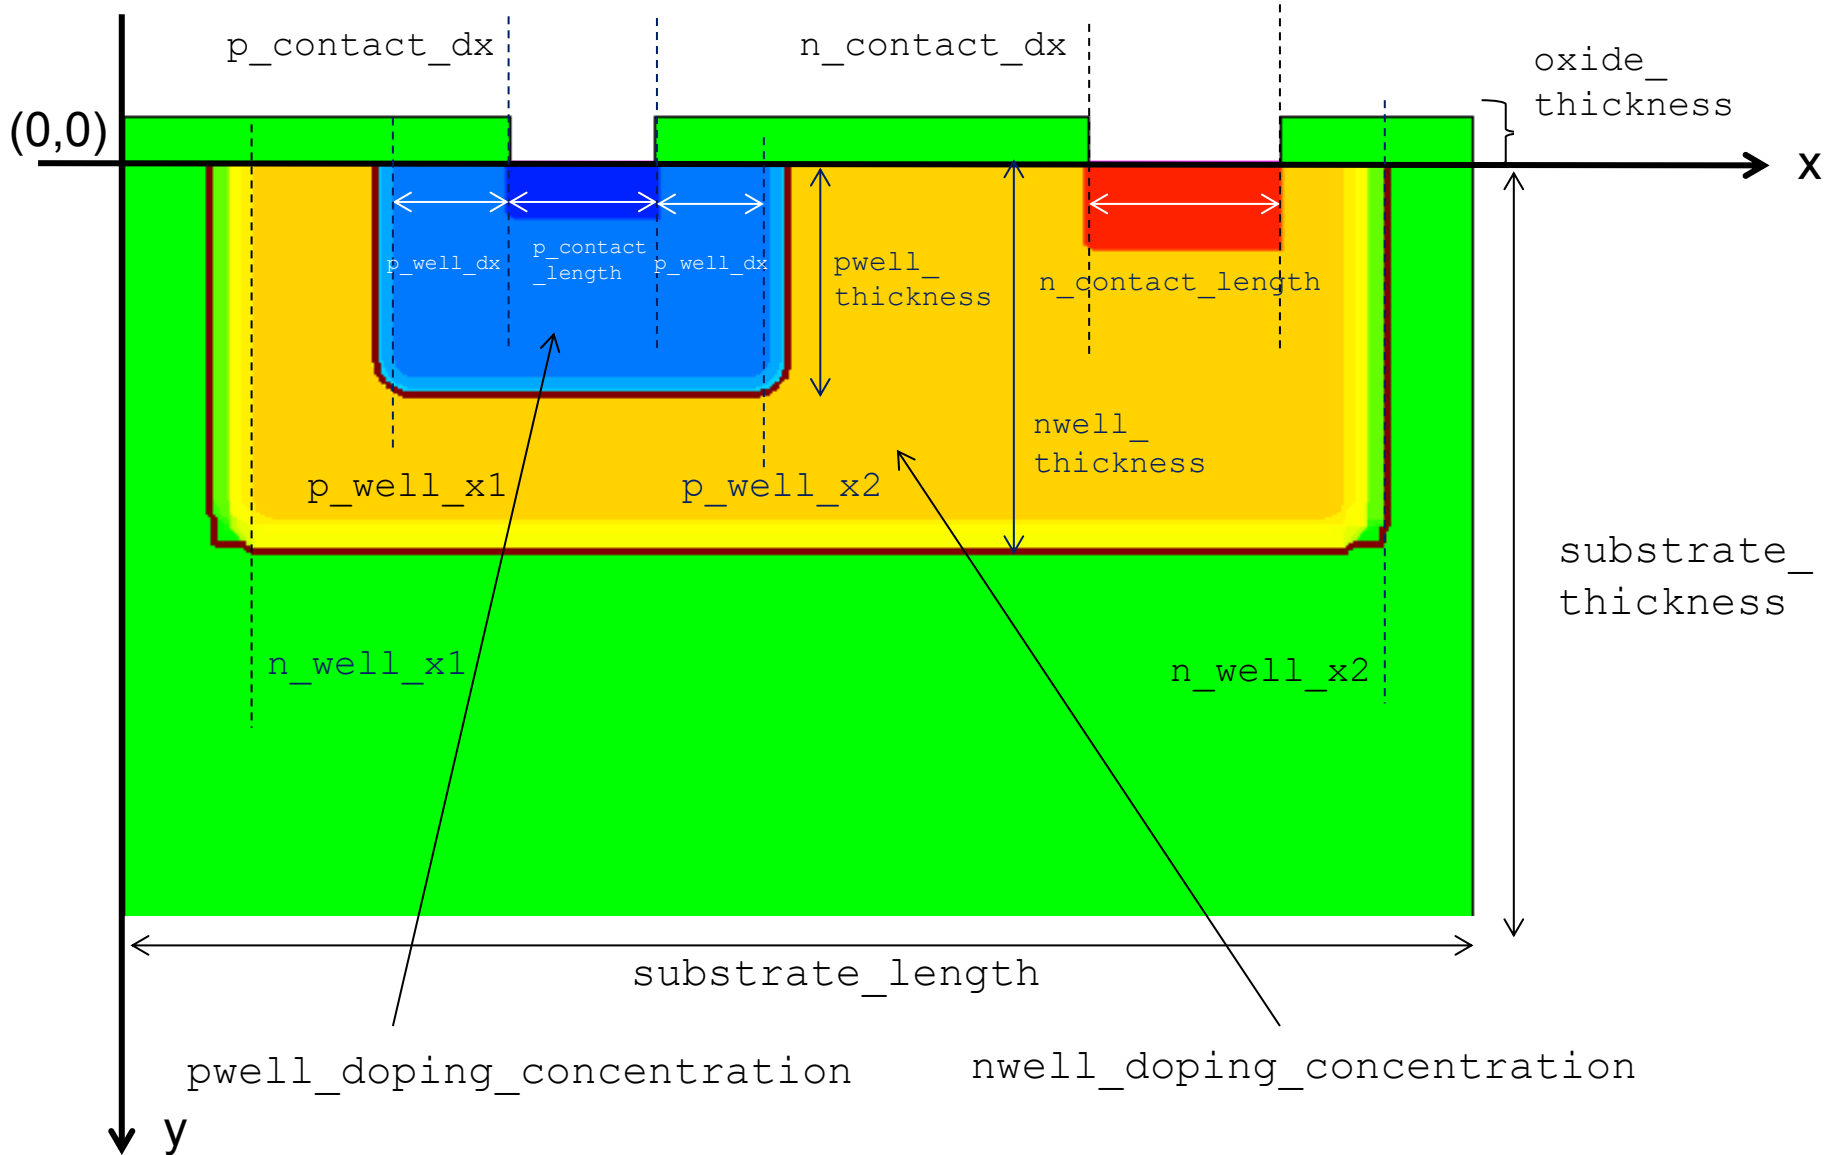 p_contact_dx
n_contact_dx
oxide_
thickness
(0,0)
x
p_well_dx
p_contact
_length
p_well_dx
pwell_
thickness
n_contact_length
nwell_
thickness
p_well_x1
p_well_x2
substrate_
thickness
n_well_x1
n_well_x2
substrate_length
pwell_doping_concentration
nwell_doping_concentration
y